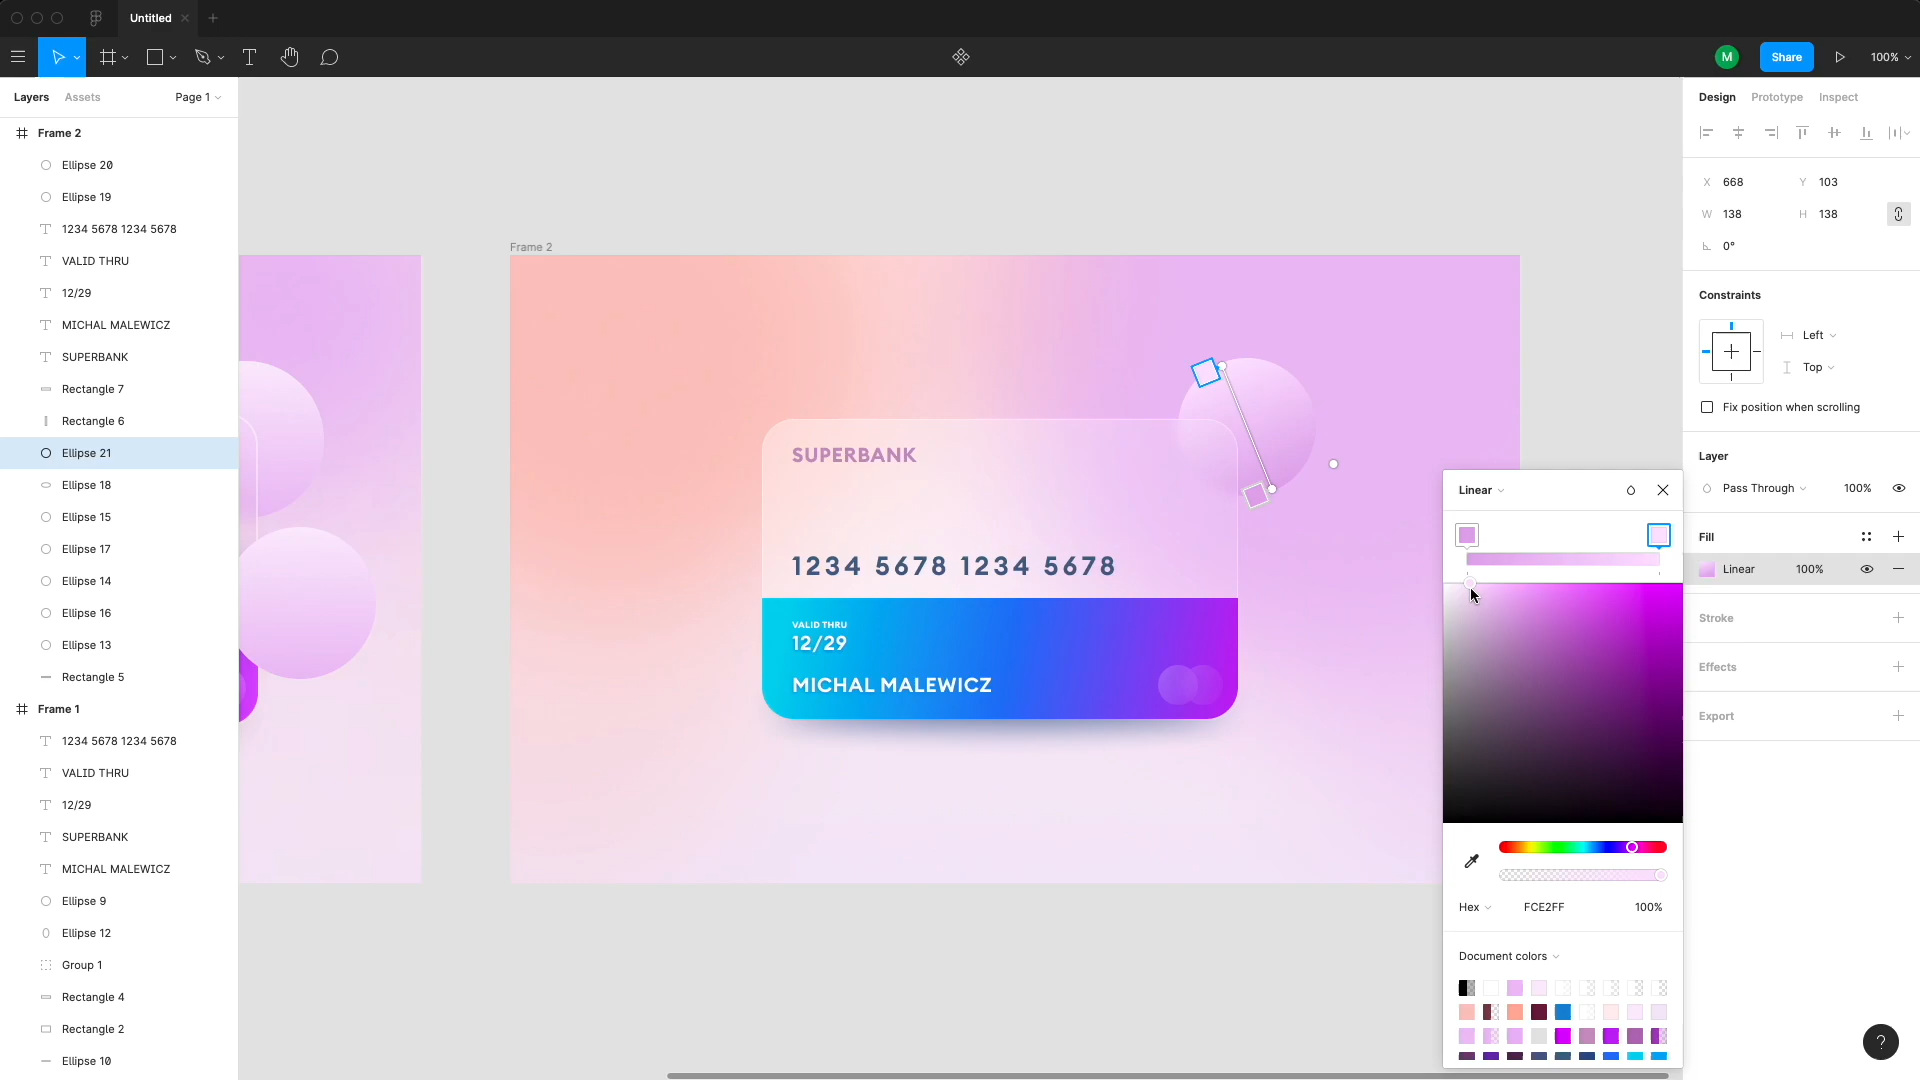 Untitled
M
Share
100%
Layers
Assets
Page 1
Frame 2
Ellipse 20
Ellipse 19
1234 5678 1234 5678
VALID THRU
12/29
MICHAL MALEWICZ
SUPERBANK
Rectangle 7
Rectangle 6
Ellipse 21
Ellipse 18
Ellipse 15
Ellipse 17
Ellipse 14
Ellipse 16
Ellipse 13
Rectangle 5
Frame 1
1234 5678 1234 5678
VALID THRU
12/29
SUPERBANK
MICHAL MALEWICZ
Ellipse 9
Ellipse 12
Group 1
Rectangle 4
Rectangle 2
Ellipse 10
Frame 2
SUPERBANK
1234 5678 1234 5678
VALID THRU
12/29
MICHAL MALEWICZ
Linear
Hex
FCE2FF
100%
Document colors
Design
Prototype
Inspect
X 668
Y 103
W 138
H 138
0°
Constraints
Left
Top
Fix position when scrolling
Layer
Pass Through
100%
Fill
Linear
100%
Stroke
Effects
Export
?